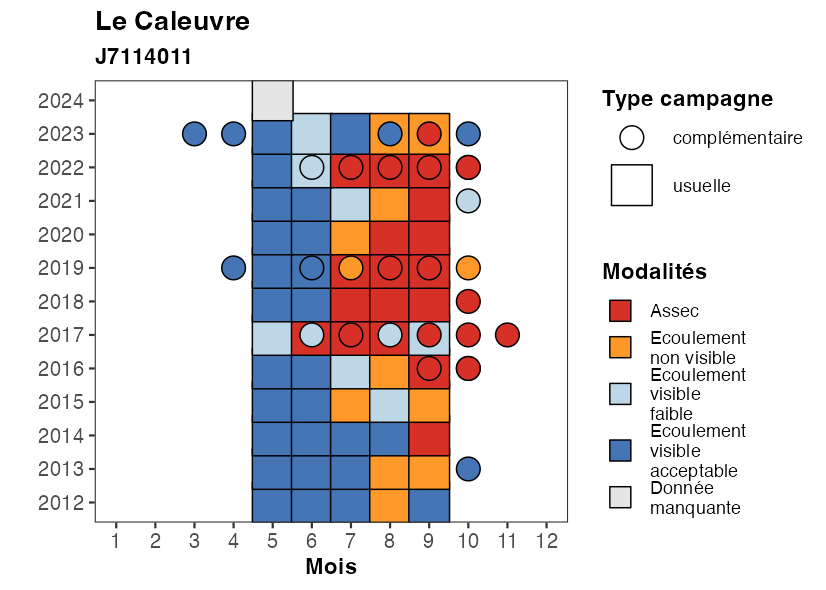 Le Caleuvre
J7114011
2024
2023
2022
2021
2020
2019
2018
2017
2016
2015
2014
2013
2012
1 2 3 4 5 6 7 8 9 10 11 12
Mois
Type campagne
complémentaire
usuelle
Modalités
Assec
Ecoulement
non visible
Ecoulement
visible
faible
Ecoulement
visible
acceptable
Donnée
manquante